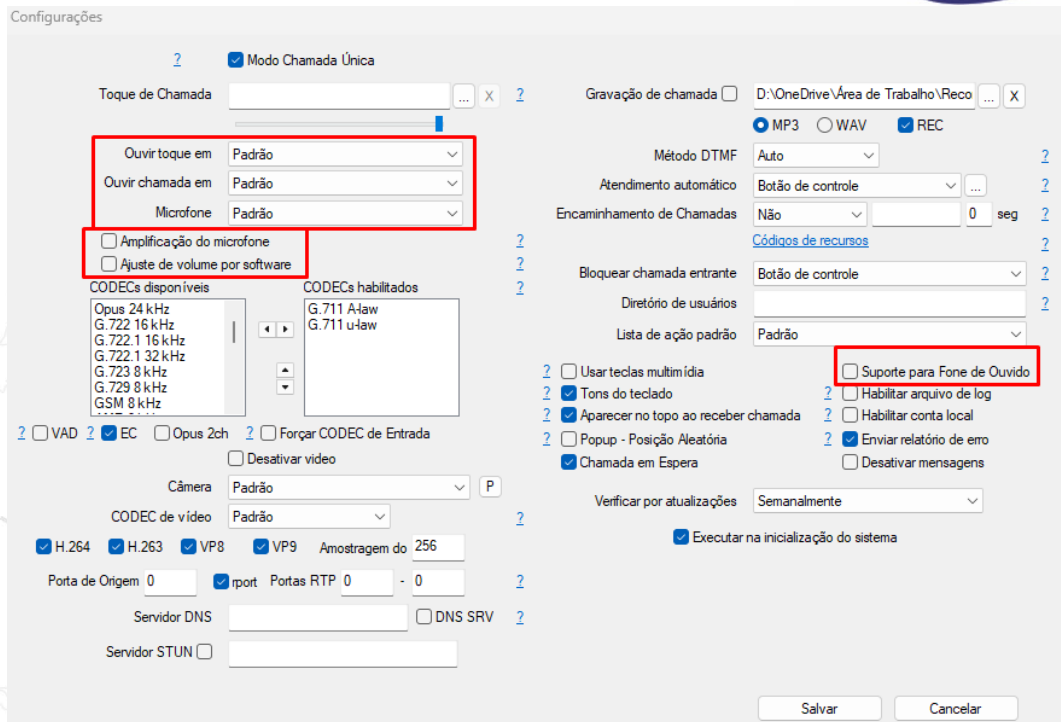 Configurações
? Modo Chamada Única
Toque de Chamada ... X ?
Ouvir toque em Padrão
Ouvir chamada em Padrão
Microfone Padrão
Amplificação do microfone ?
Ajuste de volume por software ?
CODECs disponíveis CODECs habilitados ?
Opus 24 kHz
G.722 16 kHz
G.722.1 16 kHz
G.722.1 32 kHz
G.723 8 kHz
G.729 8 kHz
GSM 8 kHz
G.711 A-law
G.711 u-law
? VAD ? EC Opus 2ch ? Forçar CODEC de Entrada
Desativar video
Câmera Padrão P
CODEC de vídeo Padrão ?
H.264 H.263 VP8 VP9 Amostragem do 256
Porta de Origem 0 rport Portas RTP 0 - 0 ?
Servidor DNS DNS SRV ?
Servidor STUN
Gravação de chamada D:\OneDrive\Área de Trabalho\Reco ... X
MP3 WAV REC
Método DTMF Auto ?
Atendimento automático Botão de controle ... ?
Encaminhamento de Chamadas Não 0 seg ?
Códigos de recursos ?
Bloquear chamada entrante Botão de controle ?
Diretório de usuários ?
Lista de ação padrão Padrão
? Usar teclas multimídia Suporte para Fone de Ouvido
? Tons do teclado ? Habilitar arquivo de log
? Aparecer no topo ao receber chamada ? Habilitar conta local
? Popup - Posição Aleatória ? Enviar relatório de erro
Chamada em Espera Desativar mensagens
Verificar por atualizações Semanalmente
Executar na inicialização do sistema
Salvar Cancelar